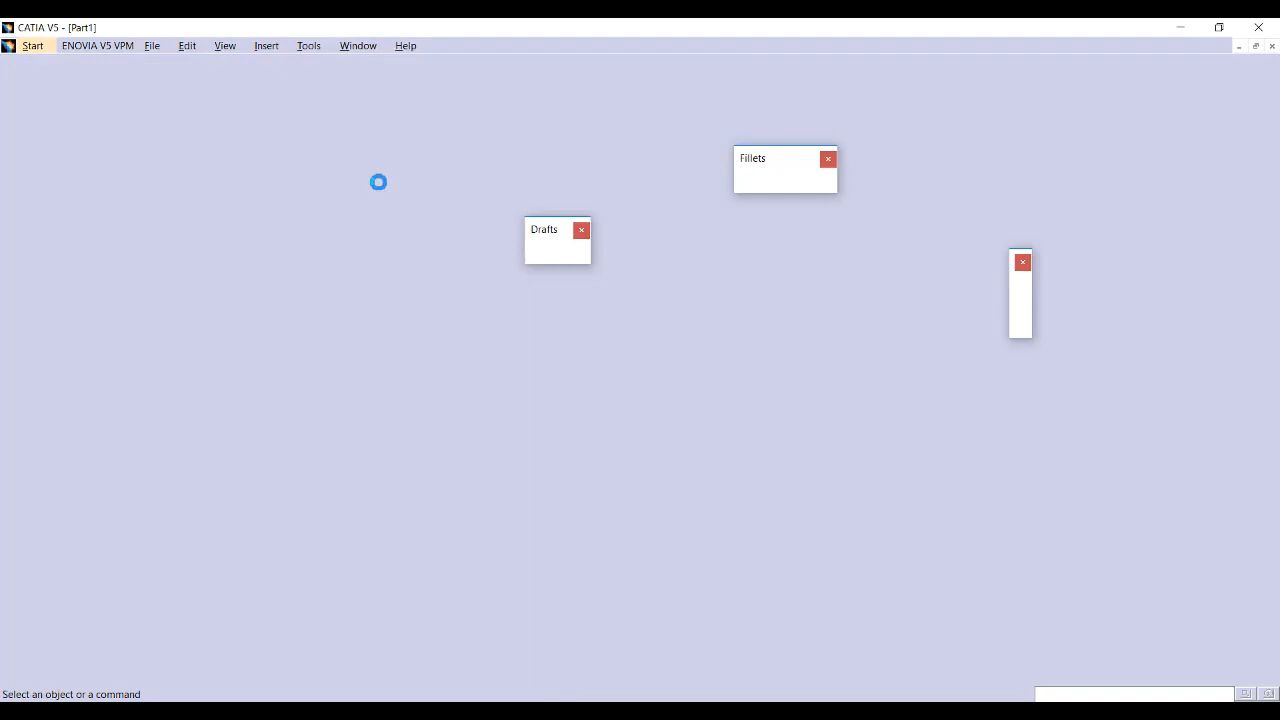 CATIA V5 - [Part1]
Start ENOVIA V5 VPM File Edit View Insert Tools Window Help
Fillets
Drafts
Select an object or a command